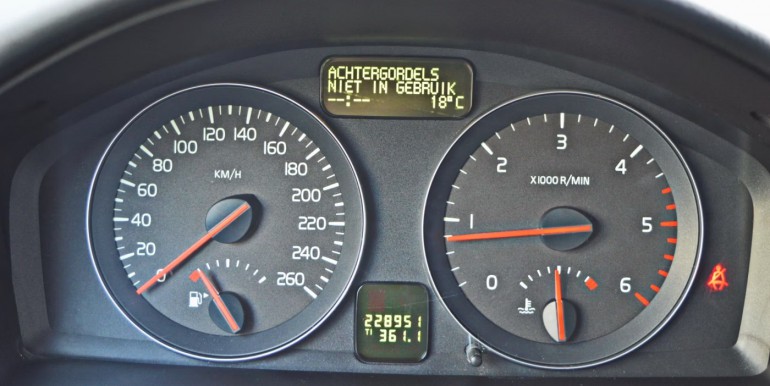 ACHTERGORDELS
NIET IN GEBRUIK
--:-- 18°C
0 20 40 60 80 100 120 140 160 180 200 220 240 260
KM/H
0 1 2 3 4 5 6
X1000 R/MIN
228951
T1 361.1